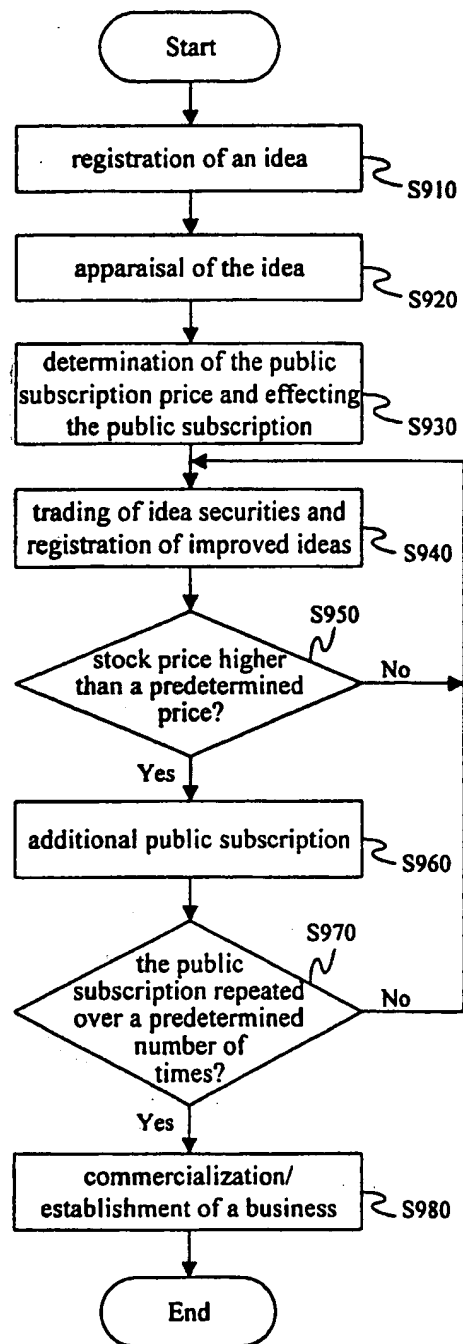 Start
registration of an idea
S910
apparaisal of the idea
S920
determination of the public
subscription price and effecting
the public subscription
S930
trading of idea securities and
registration of improved ideas
S940
S950
stock price higher
than a predetermined
price?
No
Yes
additional public subscription
S960
S970
the public
subscription repeated
over a predetermined
number of
times?
No
Yes
commercialization/
establishment of a business
S980
End